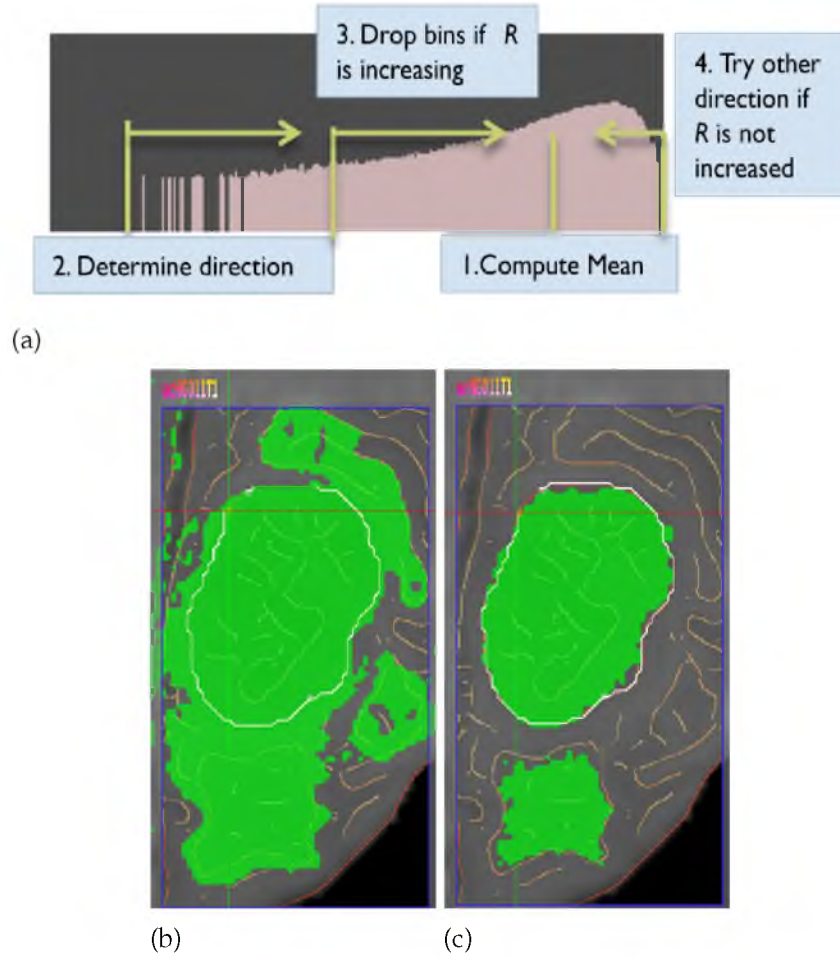 3. Drop bins if R
is increasing
4. Try other
direction if
R is not
increased
2. Determine direction
1.Compute Mean
(a)
(b)
(c)